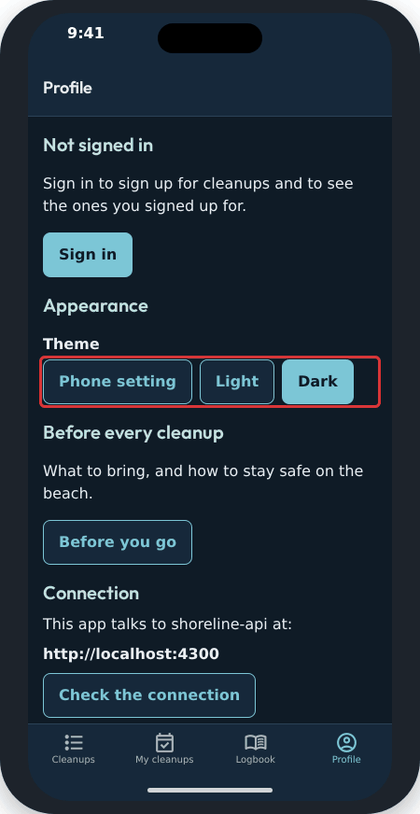 9:41
Profile
Not signed in
Sign in to sign up for cleanups and to see
the ones you signed up for.
Sign in
Appearance
Theme
Phone setting Light Dark
Before every cleanup
What to bring, and how to stay safe on the
beach.
Before you go
Connection
This app talks to shoreline-api at:
http://localhost:4300
Check the connection
Cleanups My cleanups Logbook Profile